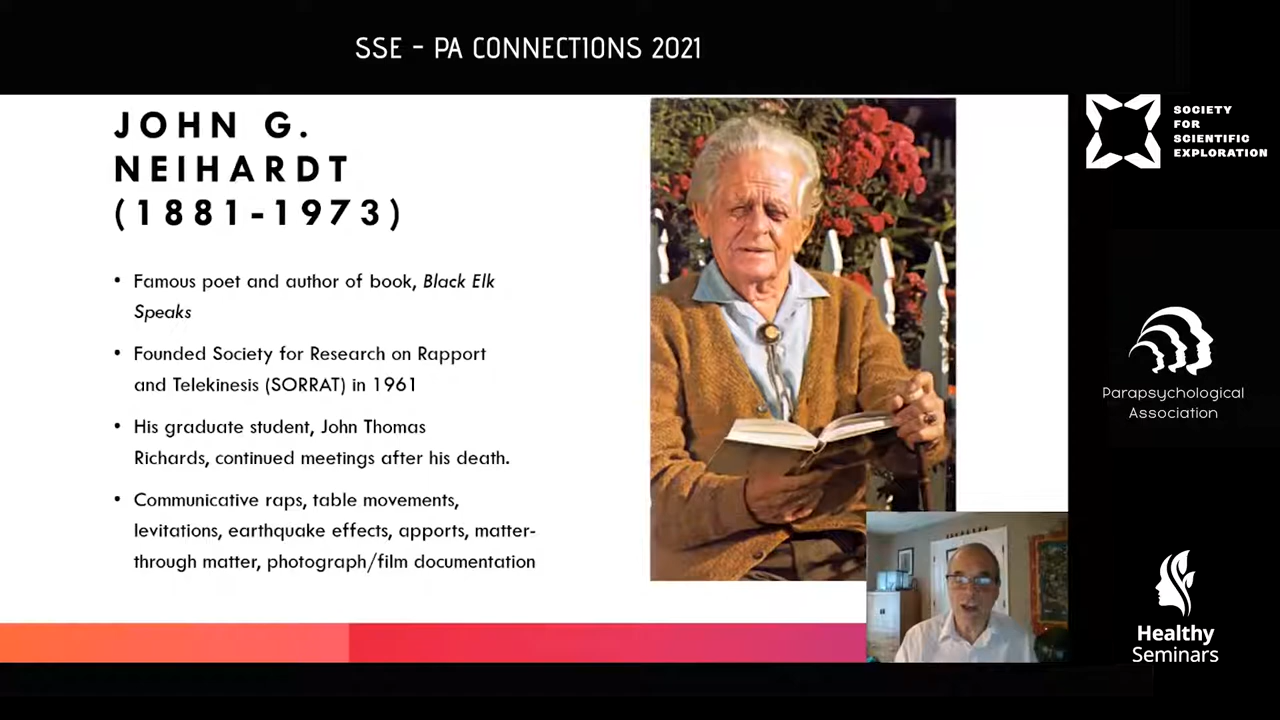 SSE - PA CONNECTIONS 2021
JOHN G.
NEIHARDT
(1881-1973)
• Famous poet and author of book, Black Elk
Speaks
• Founded Society for Research on Rapport
and Telekinesis (SORRAT) in 1961
• His graduate student, John Thomas
Richards, continued meetings after his death.
• Communicative raps, table movements,
levitations, earthquake effects, apports, matter-
through matter, photograph/film documentation
SOCIETY
FOR
SCIENTIFIC
EXPLORATION
Parapsychological
Association
Healthy
Seminars